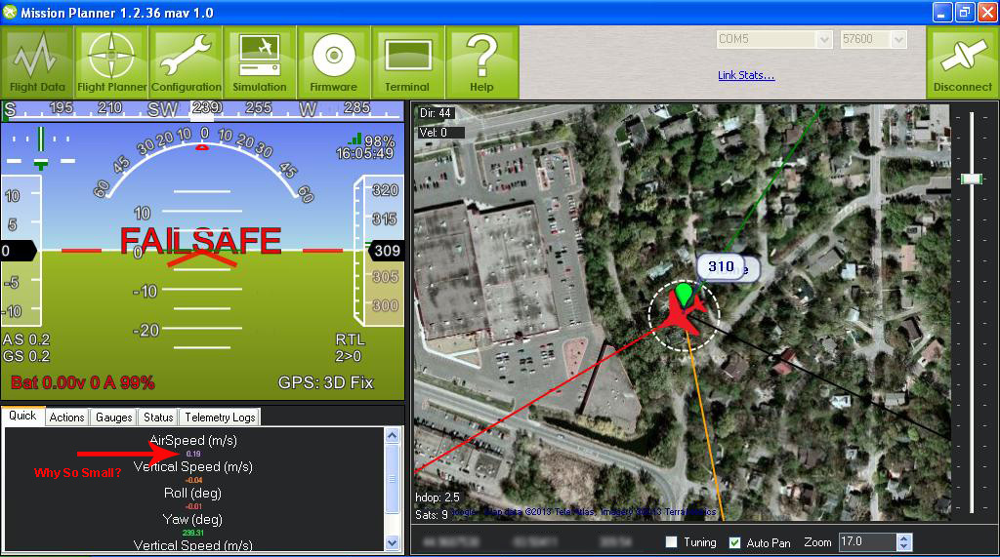 Mission Planner 1.2.36 mav 1.0
COM5 57600
Link Stats...
Flight Data Flight Planner Configuration Simulation Firmware Terminal Help Disconnect
S 195 210 SW 239 255 W 285
98%
16:05:49
60 45 30 20 10 0 10 20 30 45 60
10
5
0
-5
-10
10
FAILSAFE
0
-10
-20
320
315
309
305
300
AS 0.2
GS 0.2
RTL
2>0
Bat 0.00v 0 A 99%
GPS: 3D Fix
Quick Actions Gauges Status Telemetry Logs
AirSpeed (m/s)
0.19
Why So Small?
Vertical Speed (m/s)
-0.04
Roll (deg)
-0.01
Yaw (deg)
239.31
Vertical Speed (m/s)
Dir: 44
Vel: 0
310
hdop: 2.5
Sats: 9
Map data ©2013 Tele Atlas, Imagery ©2013 TerraMetrics
Tuning Auto Pan Zoom 17.0